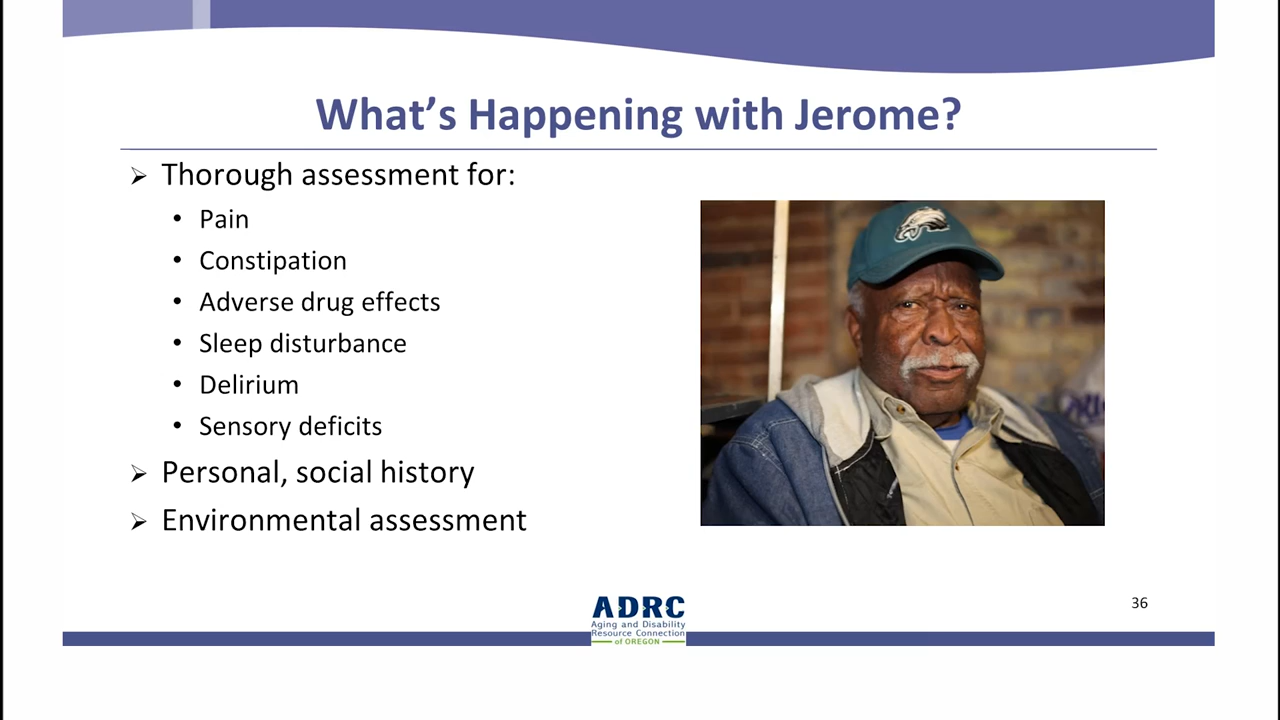 What’s Happening with Jerome?
➢ Thorough assessment for:
• Pain
• Constipation
• Adverse drug effects
• Sleep disturbance
• Delirium
• Sensory deficits
➢ Personal, social history
➢ Environmental assessment
36
ADRC
Aging and Disability
Resource Connection
of OREGON